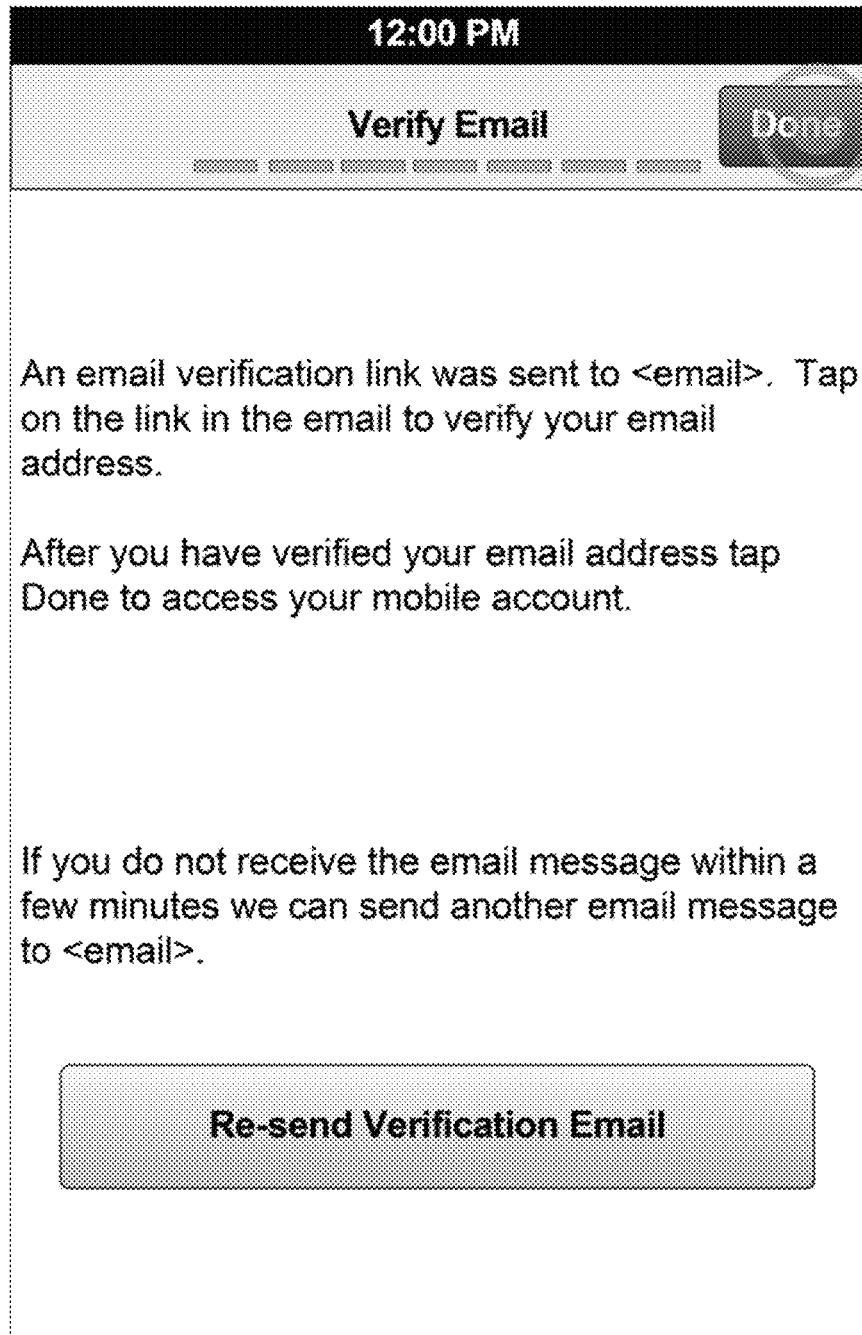 12:00 PM
Verify Email
Done
An email verification link was sent to <email>.  Tap
on the link in the email to verify your email
address.
After you have verified your email address tap
Done to access your mobile account.
If you do not receive the email message within a
few minutes we can send another email message
to <email>.
Re-send Verification Email